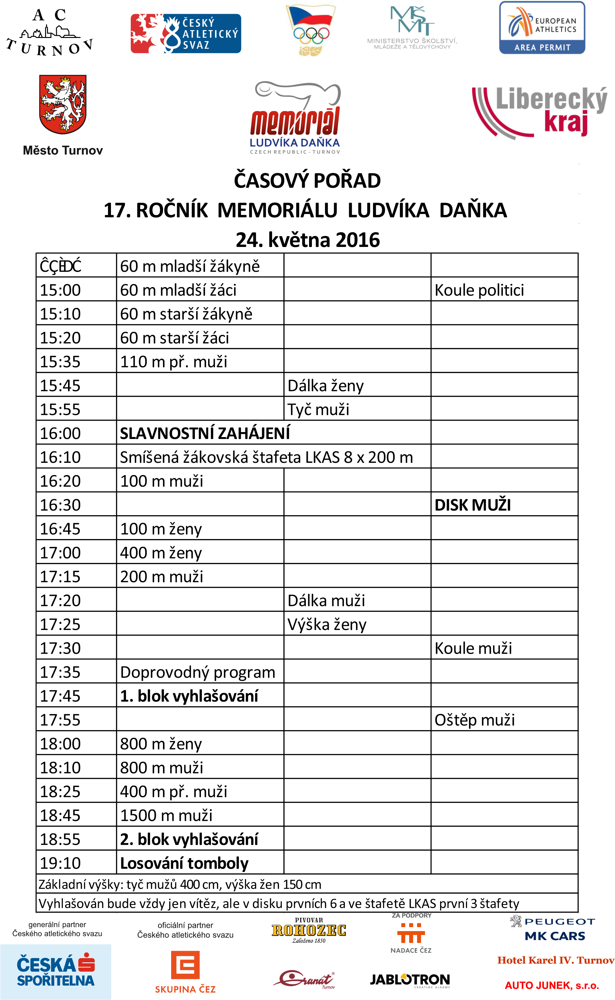 A C
TURNOV
ČESKÝ
ATLETICKÝ
SVAZ
MŠMT
MINISTERSTVO ŠKOLSTVÍ,
MLÁDEŽE A TĚLOVÝCHOVY
EUROPEAN
ATHLETICS
AREA PERMIT
Město Turnov
memoriál
LUDVÍKA DAŇKA
CZECH REPUBLIC - TURNOV
Liberecký
kraj
ČASOVÝ POŘAD
17. ROČNÍK MEMORIÁLU LUDVÍKA DAŇKA
24. května 2016
60 m mladší žákyně
15:00 60 m mladší žáci Koule politici
15:10 60 m starší žákyně
15:20 60 m starší žáci
15:35 110 m př. muži
15:45 Dálka ženy
15:55 Tyč muži
16:00 SLAVNOSTNÍ ZAHÁJENÍ
16:10 Smíšená žákovská štafeta LKAS 8 x 200 m
16:20 100 m muži
16:30 DISK MUŽI
16:45 100 m ženy
17:00 400 m ženy
17:15 200 m muži
17:20 Dálka muži
17:25 Výška ženy
17:30 Koule muži
17:35 Doprovodný program
17:45 1. blok vyhlašování
17:55 Oštěp muži
18:00 800 m ženy
18:10 800 m muži
18:25 400 m př. muži
18:45 1500 m muži
18:55 2. blok vyhlašování
19:10 Losování tomboly
Základní výšky: tyč mužů 400 cm, výška žen 150 cm
Vyhlašován bude vždy jen vítěz, ale v disku prvních 6 a ve štafetě LKAS první 3 štafety
generální partner
Českého atletického svazu
ČESKÁ
SPOŘITELNA
oficiální partner
Českého atletického svazu
SKUPINA ČEZ
PIVOVAR
ROHOZEC
Založeno 1850
Granát
Turnov
ZA PODPORY
NADACE ČEZ
JABLOTRON
CREATING ALARMS
PEUGEOT
MK CARS
Hotel Karel IV. Turnov
AUTO JUNEK, s.r.o.